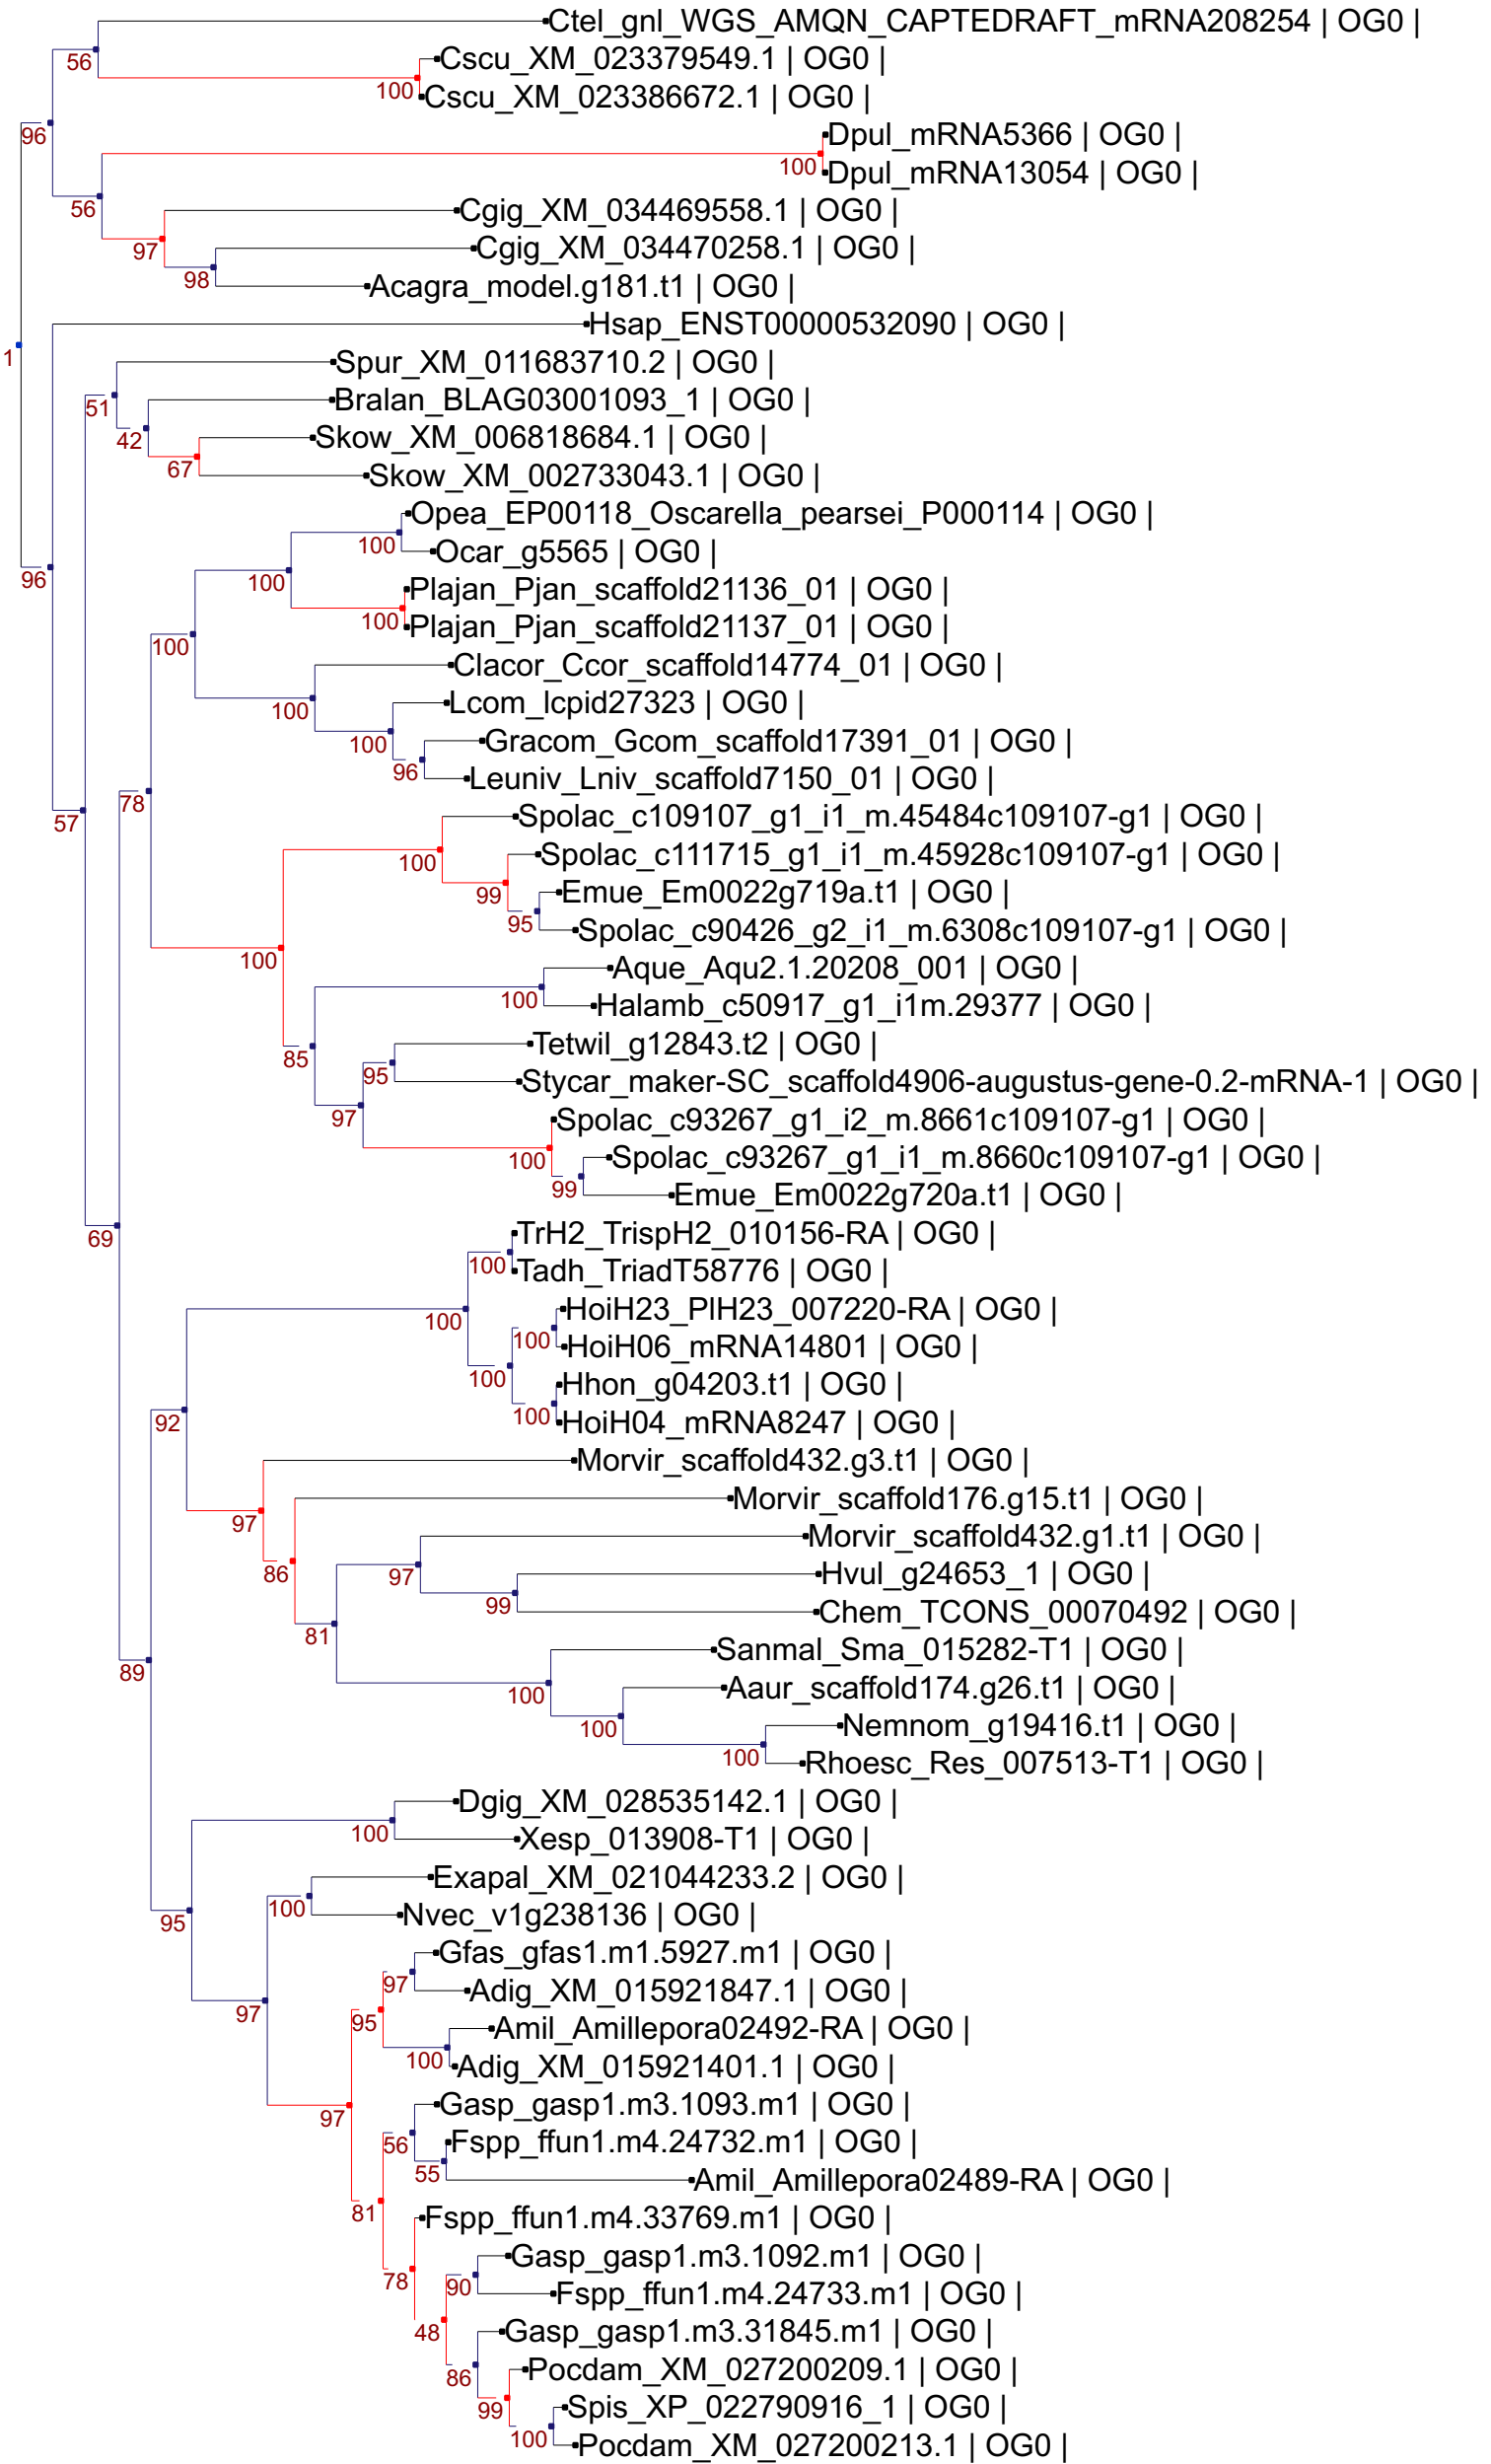 Ctel_gnl_WGS_AMQN_CAPTEDRAFT_mRNA208254 | OG0 |
56
Cscu_XM_023379549.1 | OG0 |
100
Cscu_XM_023386672.1 | OG0 |
96
Dpul_mRNA5366 | OG0 |
100
Dpul_mRNA13054 | OG0 |
56
Cgig_XM_034469558.1 | OG0 |
97
Cgig_XM_034470258.1 | OG0 |
98
Acagra_model.g181.t1 | OG0 |
Hsap_ENST00000532090 | OG0 |
1
Spur_XM_011683710.2 | OG0 |
51
Bralan_BLAG03001093_1 | OG0 |
42
Skow_XM_006818684.1 | OG0 |
67
Skow_XM_002733043.1 | OG0 |
Opea_EP00118_Oscarella_pearsei_P000114 | OG0 |
100
Ocar_g5565 | OG0 |
96
100
Plajan_Pjan_scaffold21136_01 | OG0 |
100
Plajan_Pjan_scaffold21137_01 | OG0 |
100
Clacor_Ccor_scaffold14774_01 | OG0 |
100
Lcom_lcpid27323 | OG0 |
100
Gracom_Gcom_scaffold17391_01 | OG0 |
96
Leuniv_Lniv_scaffold7150_01 | OG0 |
78
57
Spolac_c109107_g1_i1_m.45484c109107-g1 | OG0 |
100
Spolac_c111715_g1_i1_m.45928c109107-g1 | OG0 |
99
Emue_Em0022g719a.t1 | OG0 |
95
Spolac_c90426_g2_i1_m.6308c109107-g1 | OG0 |
100
Aque_Aqu2.1.20208_001 | OG0 |
100
Halamb_c50917_g1_i1m.29377 | OG0 |
85
Tetwil_g12843.t2 | OG0 |
95
Stycar_maker-SC_scaffold4906-augustus-gene-0.2-mRNA-1 | OG0 |
97
Spolac_c93267_g1_i2_m.8661c109107-g1 | OG0 |
100
Spolac_c93267_g1_i1_m.8660c109107-g1 | OG0 |
99
Emue_Em0022g720a.t1 | OG0 |
69
TrH2_TrispH2_010156-RA | OG0 |
100
Tadh_TriadT58776 | OG0 |
100
HoiH23_PlH23_007220-RA | OG0 |
100
HoiH06_mRNA14801 | OG0 |
100
Hhon_g04203.t1 | OG0 |
100
HoiH04_mRNA8247 | OG0 |
92
Morvir_scaffold432.g3.t1 | OG0 |
97
Morvir_scaffold176.g15.t1 | OG0 |
86
Morvir_scaffold432.g1.t1 | OG0 |
97
Hvul_g24653_1 | OG0 |
99
Chem_TCONS_00070492 | OG0 |
81
Sanmal_Sma_015282-T1 | OG0 |
89
100
Aaur_scaffold174.g26.t1 | OG0 |
100
Nemnom_g19416.t1 | OG0 |
100
Rhoesc_Res_007513-T1 | OG0 |
Dgig_XM_028535142.1 | OG0 |
100
Xesp_013908-T1 | OG0 |
Exapal_XM_021044233.2 | OG0 |
100
Nvec_v1g238136 | OG0 |
95
Gfas_gfas1.m1.5927.m1 | OG0 |
97
Adig_XM_015921847.1 | OG0 |
97
95
Amil_Amillepora02492-RA | OG0 |
100
Adig_XM_015921401.1 | OG0 |
97
Gasp_gasp1.m3.1093.m1 | OG0 |
56
Fspp_ffun1.m4.24732.m1 | OG0 |
55
Amil_Amillepora02489-RA | OG0 |
81
Fspp_ffun1.m4.33769.m1 | OG0 |
78
Gasp_gasp1.m3.1092.m1 | OG0 |
90
Fspp_ffun1.m4.24733.m1 | OG0 |
48
Gasp_gasp1.m3.31845.m1 | OG0 |
86
Pocdam_XM_027200209.1 | OG0 |
99
Spis_XP_022790916_1 | OG0 |
100
Pocdam_XM_027200213.1 | OG0 |